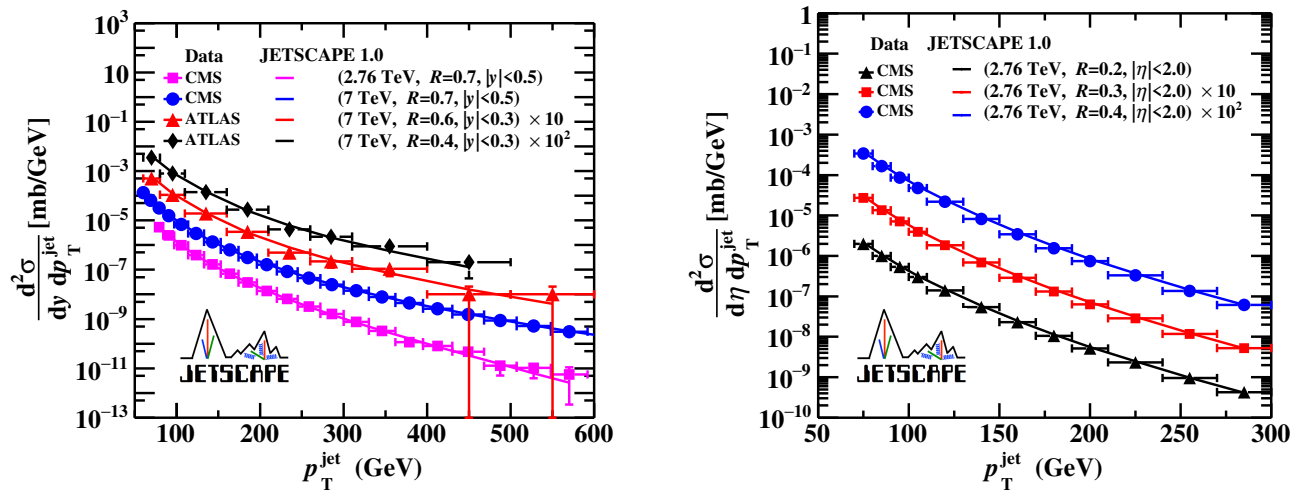 Data JETSCAPE 1.0
CMS (2.76 TeV, R=0.7, |y|<0.5)
CMS (7 TeV, R=0.7, |y|<0.5)
ATLAS (7 TeV, R=0.6, |y|<0.3) ×10
ATLAS (7 TeV, R=0.4, |y|<0.3) ×10²
10³
10
10⁻¹
10⁻³
10⁻⁵
10⁻⁷
10⁻⁹
10⁻¹¹
10⁻¹³
d²σ
dy dp_T^jet [mb/GeV]
JETSCAPE
100 200 300 400 500 600
p_T^jet (GeV)
Data JETSCAPE 1.0
CMS (2.76 TeV, R=0.2, |η|<2.0)
CMS (2.76 TeV, R=0.3, |η|<2.0) ×10
CMS (2.76 TeV, R=0.4, |η|<2.0) ×10²
1
10⁻¹
10⁻²
10⁻³
10⁻⁴
10⁻⁵
10⁻⁶
10⁻⁷
10⁻⁸
10⁻⁹
10⁻¹⁰
d²σ
dη dp_T^jet [mb/GeV]
JETSCAPE
50 100 150 200 250 300
p_T^jet (GeV)